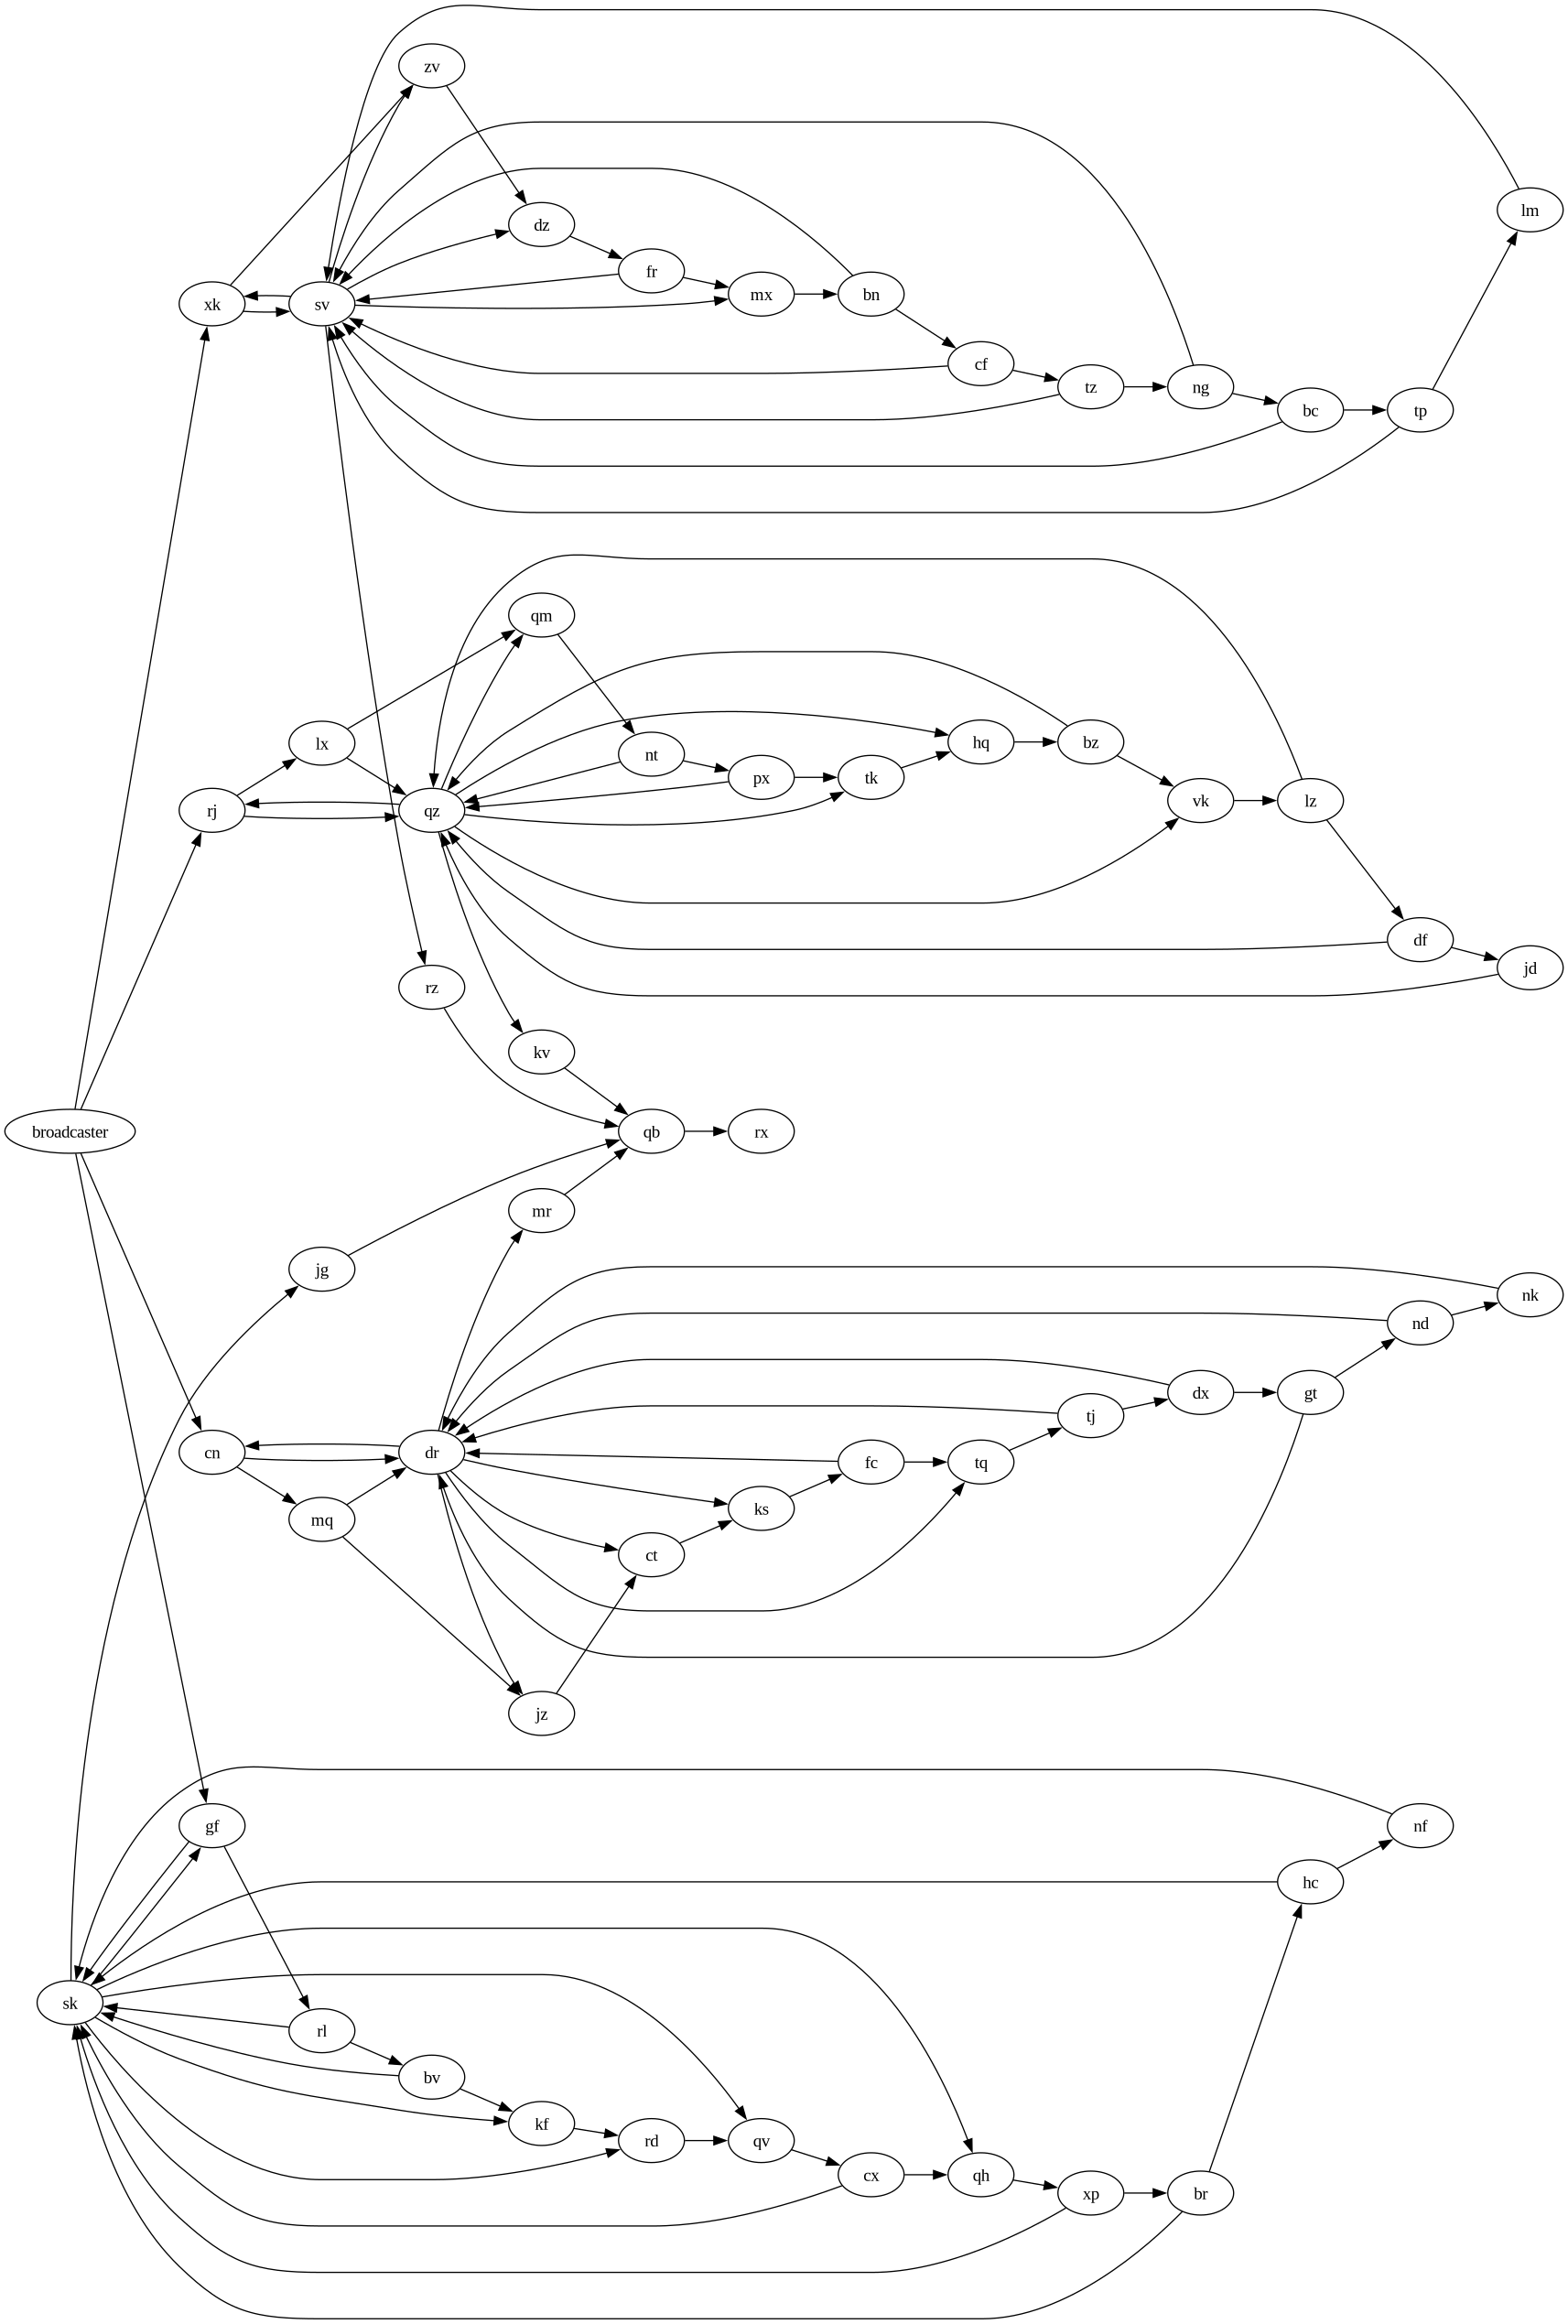 zv
lm
dz
fr
mx
bn
xk
sv
cf
tz
ng
bc
tp
qm
lx
nt
hq
bz
px
tk
rj
qz
vk
lz
df
jd
rz
kv
broadcaster
qb
rx
mr
jg
nk
nd
dx
gt
tj
cn
dr
fc
tq
mq
ks
ct
jz
gf
nf
hc
sk
rl
bv
kf
rd
qv
cx
qh
xp
br